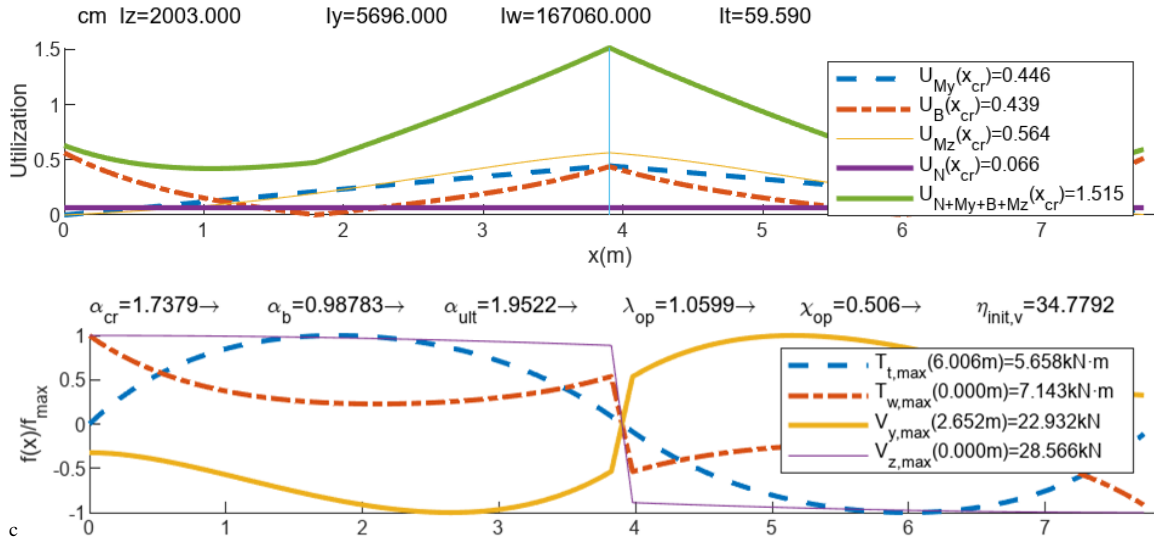 cm Iz=2003.000 Iy=5696.000 Iw=167060.000 It=59.590
1.5
1
0.5
0
Utilization
U_My(x_cr)=0.446
U_B(x_cr)=0.439
U_Mz(x_cr)=0.564
U_N(x_cr)=0.066
U_N+My+B+Mz(x_cr)=1.515
0 1 2 3 4 5 6 7
x(m)
α_cr=1.7379→ α_b=0.98783→ α_ult=1.9522→ λ_op=1.0599→ χ_op=0.506→ η_init,v=34.7792
1
0.5
0
-0.5
-1
f(x)/f_max
T_t,max(6.006m)=5.658kN·m
T_w,max(0.000m)=7.143kN·m
V_y,max(2.652m)=22.932kN
V_z,max(0.000m)=28.566kN
0 1 2 3 4 5 6 7
c